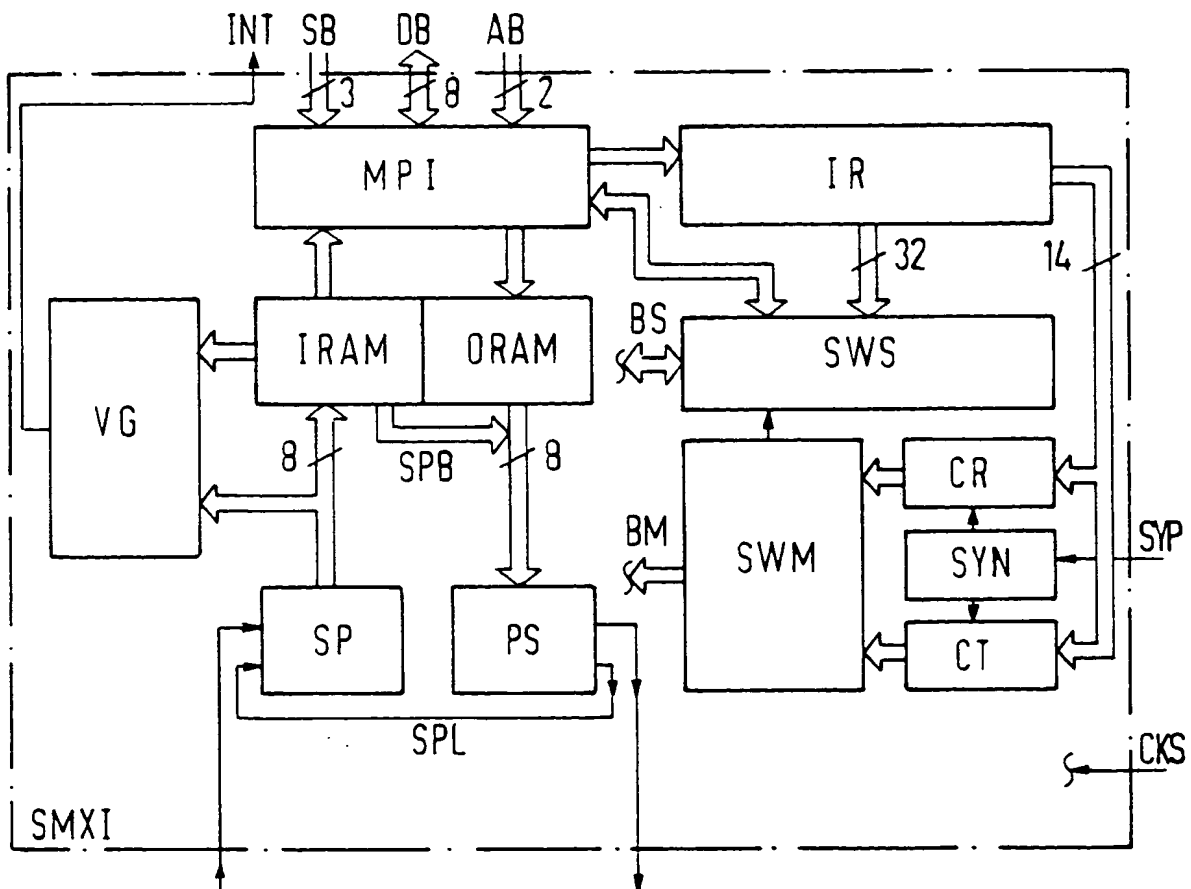 INT SB DB AB
3 8 2
MPI
IR
32
14
IRAM
ORAM
BS
SWS
VG
8
SPB
8
CR
BM
SWM
SYN
SYP
SP
PS
CT
SPL
CKS
SMXI